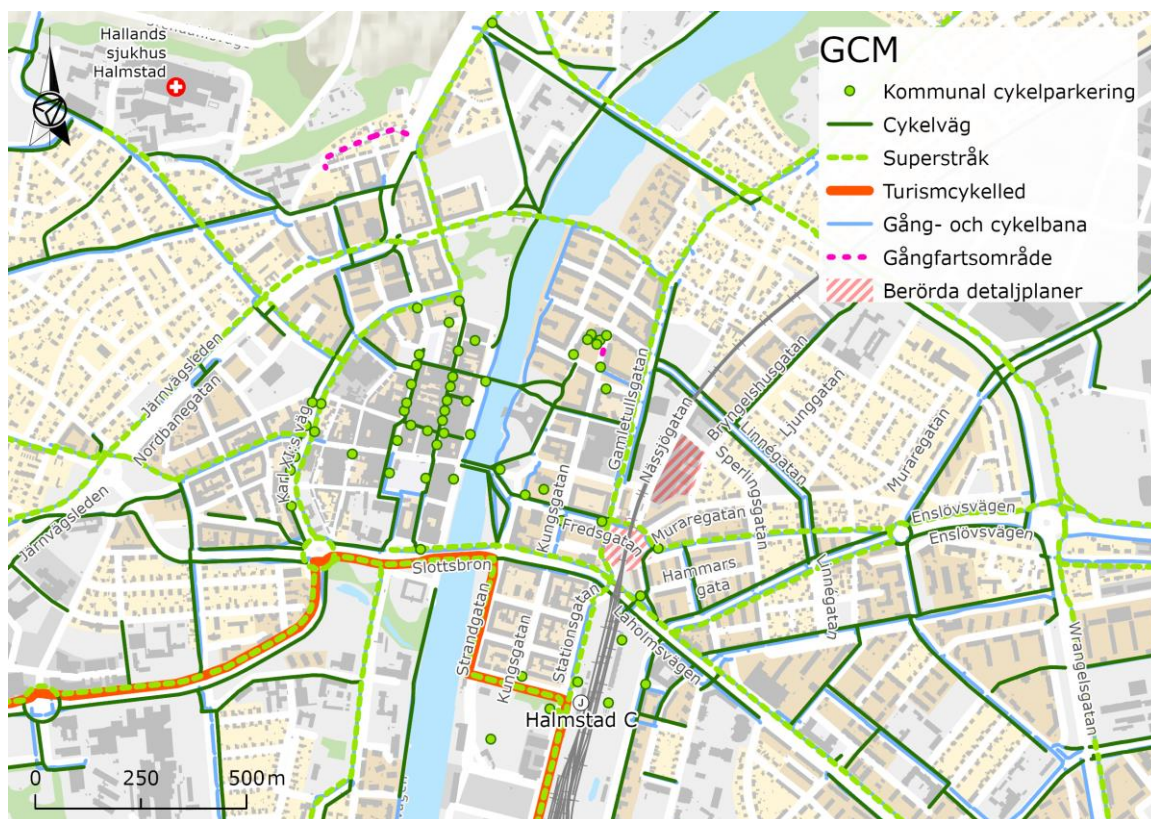 Hallands
sjukhus
Halmstad
GCM
Kommunal cykelparkering
Cykelväg
Superstråk
Turismcykelled
Gång- och cykelbana
Gångfartsområde
Berörda detaljplaner
Järnvägsleden
Nordbanegatan
Karl XI:s väg
Järnvägsleden
Gamletullsgatan
Nässjögatan
Bryngelshusgatan
Linnégatan
Ljunggatan
Sperlingsgatan
Muraregatan
Kungsgatan
Fredsgatan
Muraregatan
Enslövsvägen
Enslövsvägen
Hammars
gata
Linnégatan
Slottsbron
Strandgatan
Kungsgatan
Stationsgatan
Laholmsvägen
Wrangelsgatan
J
Halmstad C
0 250 500 m